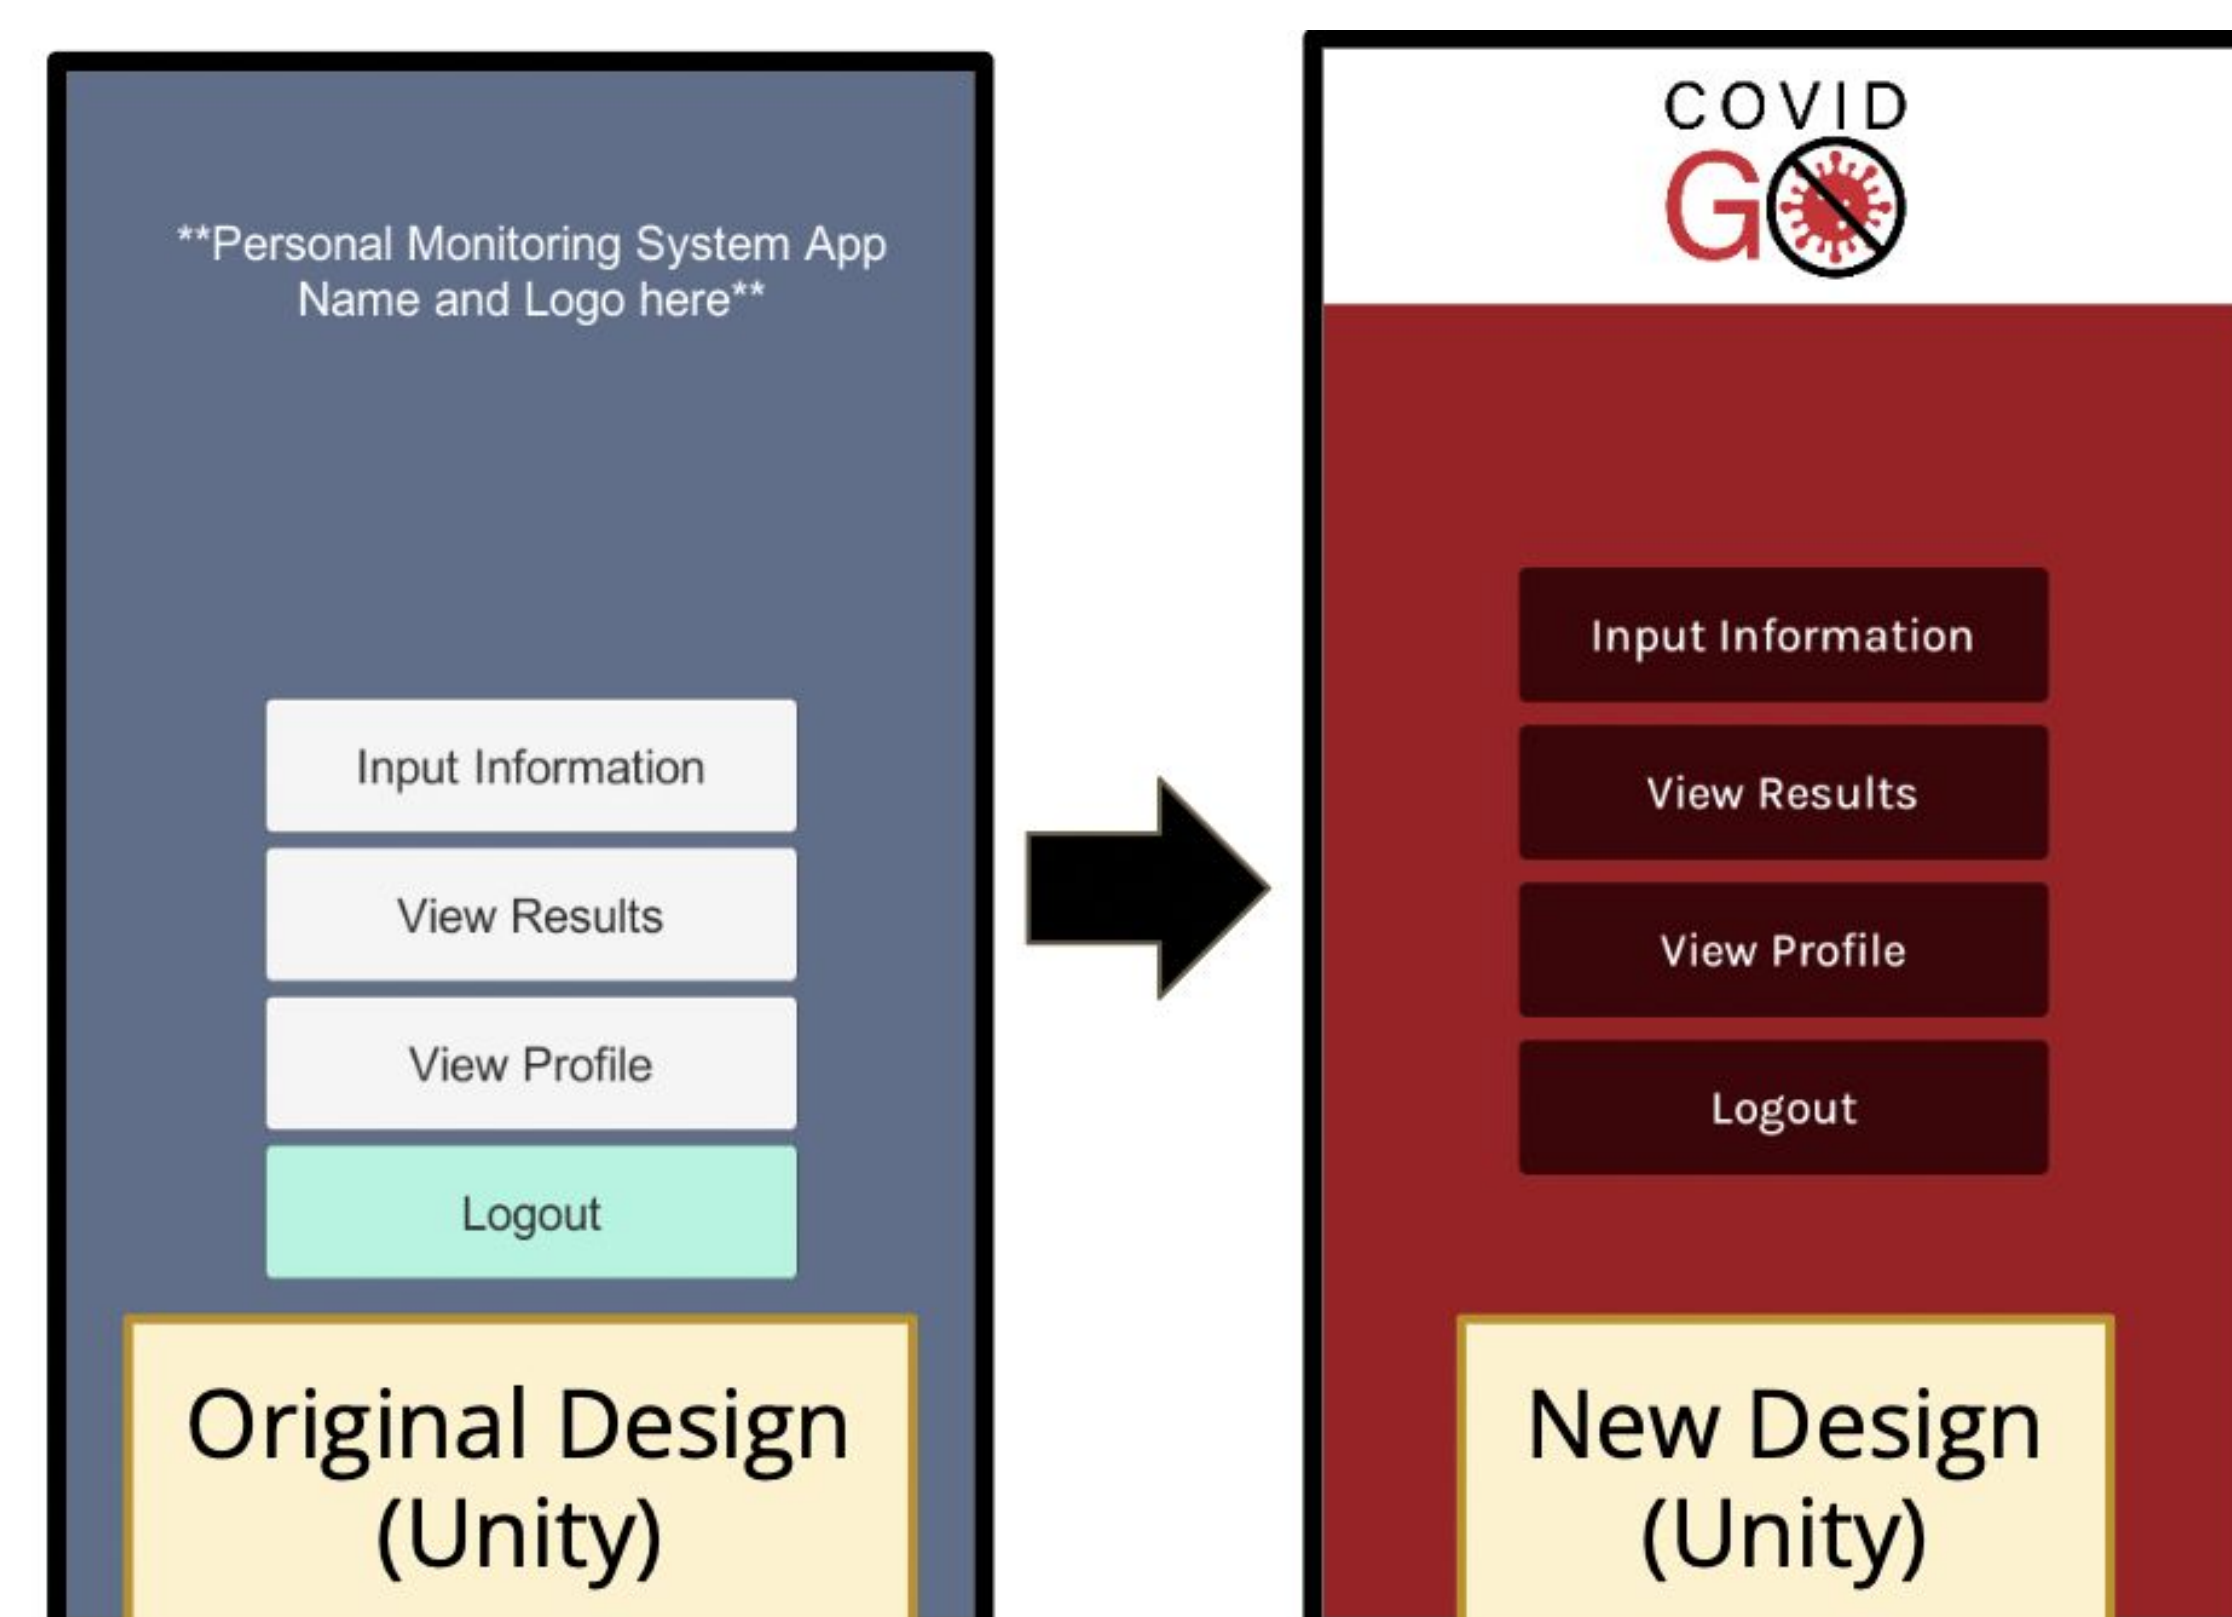 **Personal Monitoring System App
Name and Logo here**
Input Information
View Results
View Profile
Logout
Original Design
(Unity)
COVID
GO
Input Information
View Results
View Profile
Logout
New Design
(Unity)